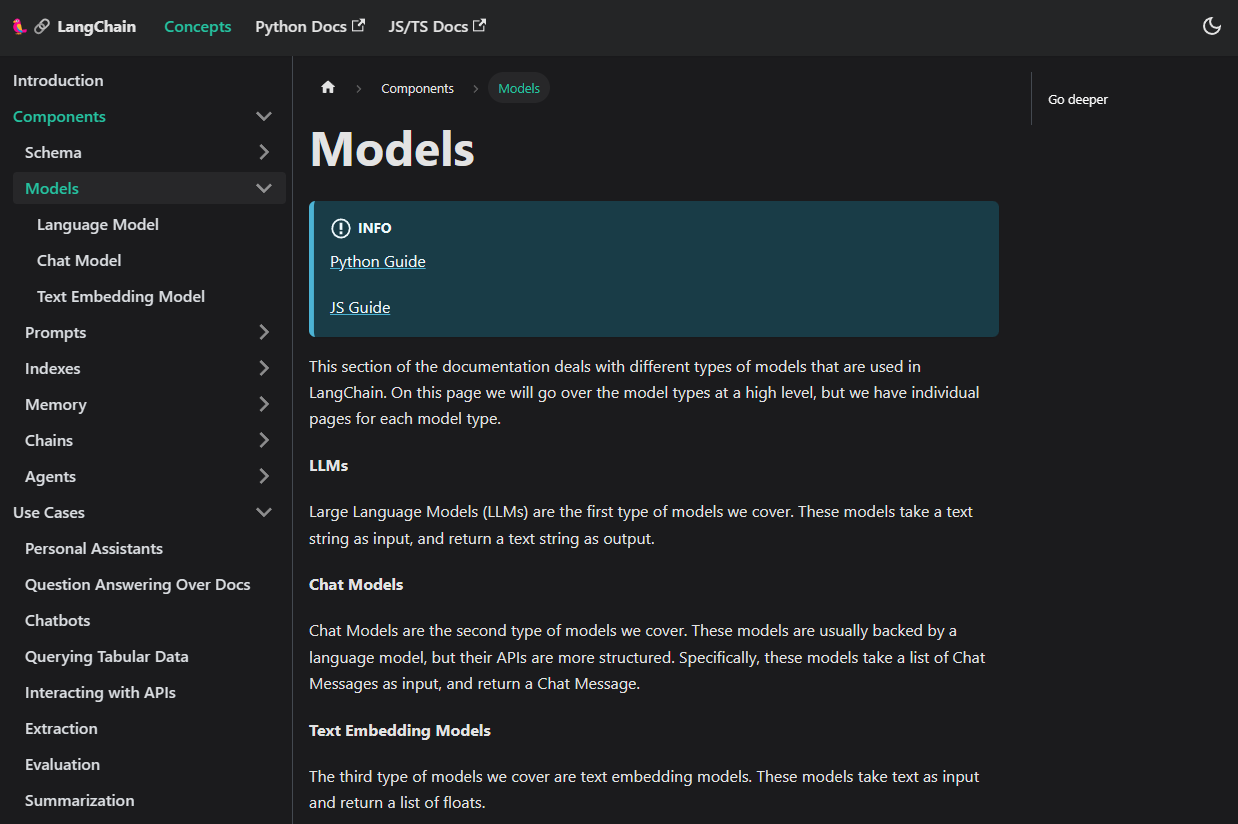 LangChain Concepts Python Docs JS/TS Docs
Introduction
Components
Schema
Models
Language Model
Chat Model
Text Embedding Model
Prompts
Indexes
Memory
Chains
Agents
Use Cases
Personal Assistants
Question Answering Over Docs
Chatbots
Querying Tabular Data
Interacting with APIs
Extraction
Evaluation
Summarization
Components Models
Models
INFO
Python Guide
JS Guide
This section of the documentation deals with different types of models that are used in
LangChain. On this page we will go over the model types at a high level, but we have individual
pages for each model type.
LLMs
Large Language Models (LLMs) are the first type of models we cover. These models take a text
string as input, and return a text string as output.
Chat Models
Chat Models are the second type of models we cover. These models are usually backed by a
language model, but their APIs are more structured. Specifically, these models take a list of Chat
Messages as input, and return a Chat Message.
Text Embedding Models
The third type of models we cover are text embedding models. These models take text as input
and return a list of floats.
Go deeper